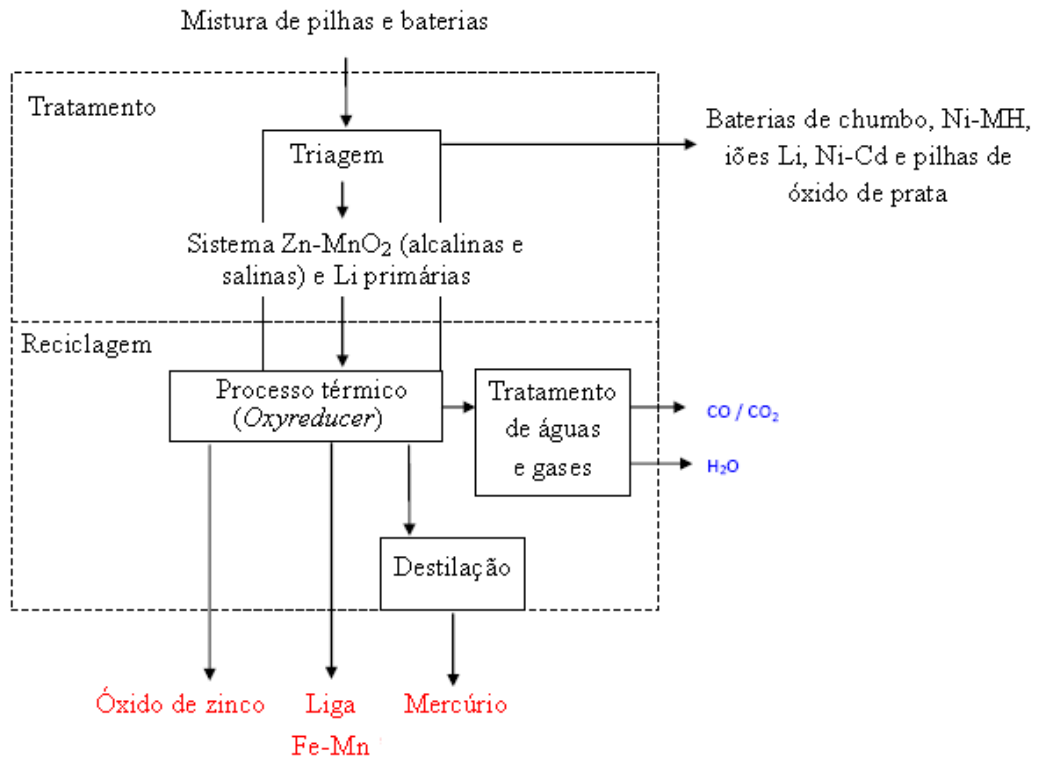 Mistura de pilhas e baterias
Tratamento
Triagem
Baterias de chumbo, Ni-MH,
iões Li, Ni-Cd e pilhas de
óxido de prata
Sistema Zn-MnO₂ (alcalinas e
salinas) e Li primárias
Reciclagem
Processo térmico
(Oxyreducer)
Tratamento
de águas
e gases
CO / CO₂
H₂O
Destilação
Óxido de zinco
Liga
Fe-Mn
Mercúrio